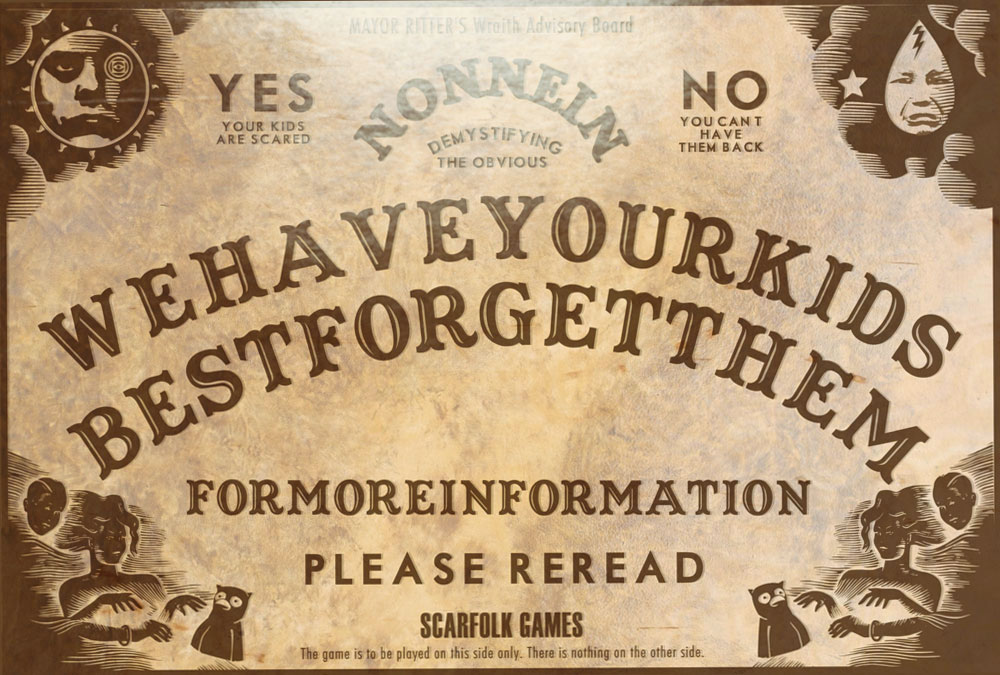 MAYOR RITTER'S Wraith Advisory Board
YES
YOUR KIDS
ARE SCARED
NONNEIN
DEMYSTIFYING
THE OBVIOUS
NO
YOU CAN'T
HAVE
THEM BACK
WEHAVEYOURKIDS
BESTFORGETTHEM
FORMOREINFORMATION
PLEASE REREAD
SCARFOLK GAMES
The game is to be played on this side only. There is nothing on the other side.